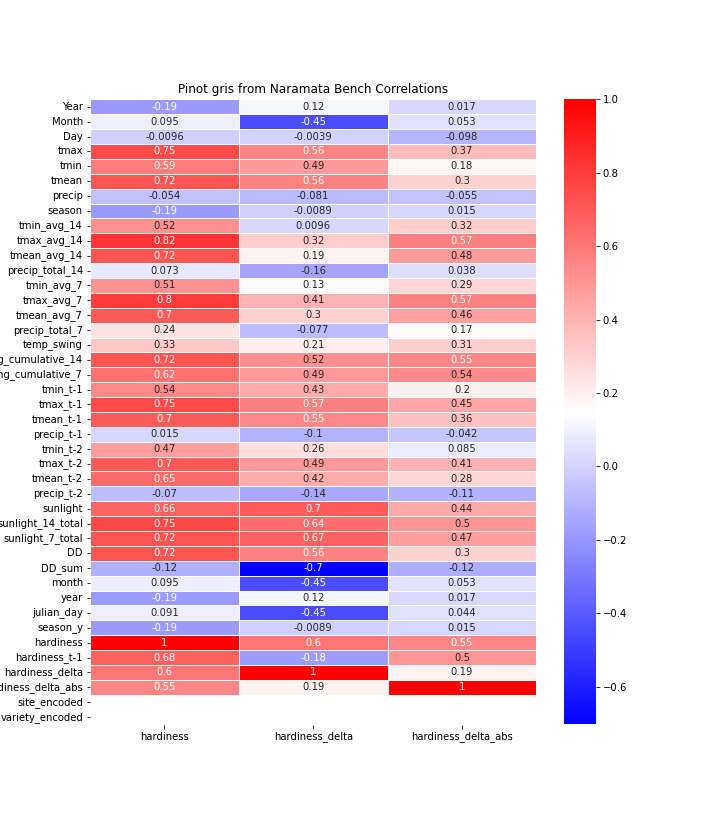 Pinot gris from Naramata Bench Correlations
Year -0.19 0.12 0.017
Month 0.095 -0.45 0.053
Day -0.0096 -0.0039 -0.098
tmax 0.75 0.56 0.37
tmin 0.59 0.49 0.18
tmean 0.72 0.56 0.3
precip -0.054 -0.081 -0.055
season -0.19 -0.0089 0.015
tmin_avg_14 0.52 0.0096 0.32
tmax_avg_14 0.82 0.32 0.57
tmean_avg_14 0.72 0.19 0.48
precip_total_14 0.073 -0.16 0.038
tmin_avg_7 0.51 0.13 0.29
tmax_avg_7 0.8 0.41 0.57
tmean_avg_7 0.7 0.3 0.46
precip_total_7 0.24 -0.077 0.17
temp_swing 0.33 0.21 0.31
g_cumulative_14 0.72 0.52 0.55
ng_cumulative_7 0.62 0.49 0.54
tmin_t-1 0.54 0.43 0.2
tmax_t-1 0.75 0.57 0.45
tmean_t-1 0.7 0.55 0.36
precip_t-1 0.015 -0.1 -0.042
tmin_t-2 0.47 0.26 0.085
tmax_t-2 0.7 0.49 0.41
tmean_t-2 0.65 0.42 0.28
precip_t-2 -0.07 -0.14 -0.11
sunlight 0.66 0.7 0.44
sunlight_14_total 0.75 0.64 0.5
sunlight_7_total 0.72 0.67 0.47
DD 0.72 0.56 0.3
DD_sum -0.12 -0.7 -0.12
month 0.095 -0.45 0.053
year -0.19 0.12 0.017
julian_day 0.091 -0.45 0.044
season_y -0.19 -0.0089 0.015
hardiness 1 0.6 0.55
hardiness_t-1 0.68 -0.18 0.5
hardiness_delta 0.6 1 0.19
diness_delta_abs 0.55 0.19 1
site_encoded
variety_encoded
hardiness hardiness_delta hardiness_delta_abs
1.0
0.8
0.6
0.4
0.2
0.0
−0.2
−0.4
−0.6